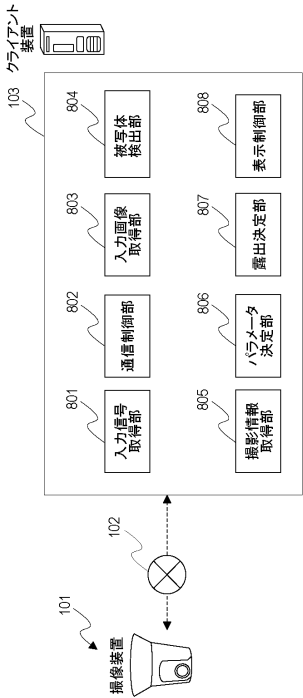 101
撮像装置
102
103
クライアント
装置
801
入力信号
取得部
802
通信制御部
803
入力画像
取得部
804
被写体
検出部
805
撮影情報
取得部
806
パラメータ
決定部
807
露出決定部
808
表示制御部